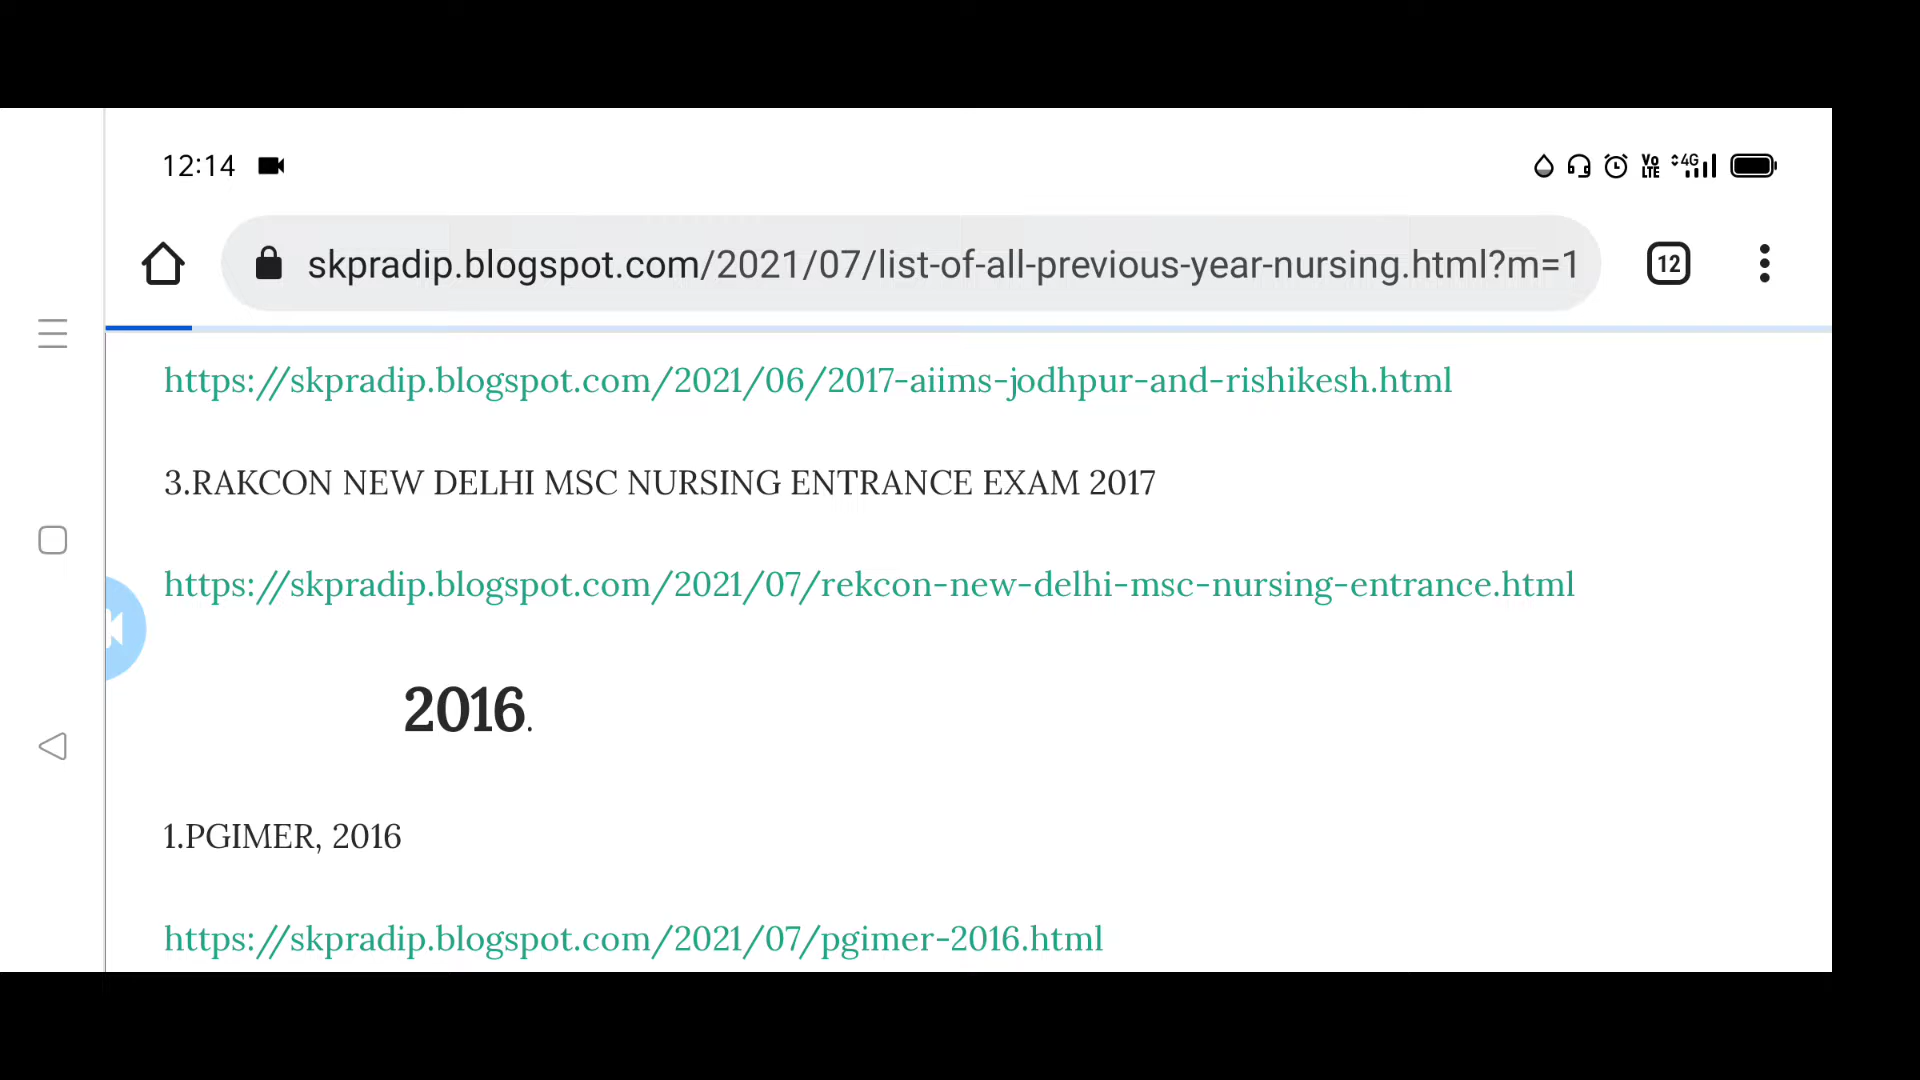 12:14
Vo LTE 4G
skpradip.blogspot.com/2021/07/list-of-all-previous-year-nursing.html?m=1
12
https://skpradip.blogspot.com/2021/06/2017-aiims-jodhpur-and-rishikesh.html
3.RAKCON NEW DELHI MSC NURSING ENTRANCE EXAM 2017
https://skpradip.blogspot.com/2021/07/rekcon-new-delhi-msc-nursing-entrance.html
2016.
1.PGIMER, 2016
https://skpradip.blogspot.com/2021/07/pgimer-2016.html